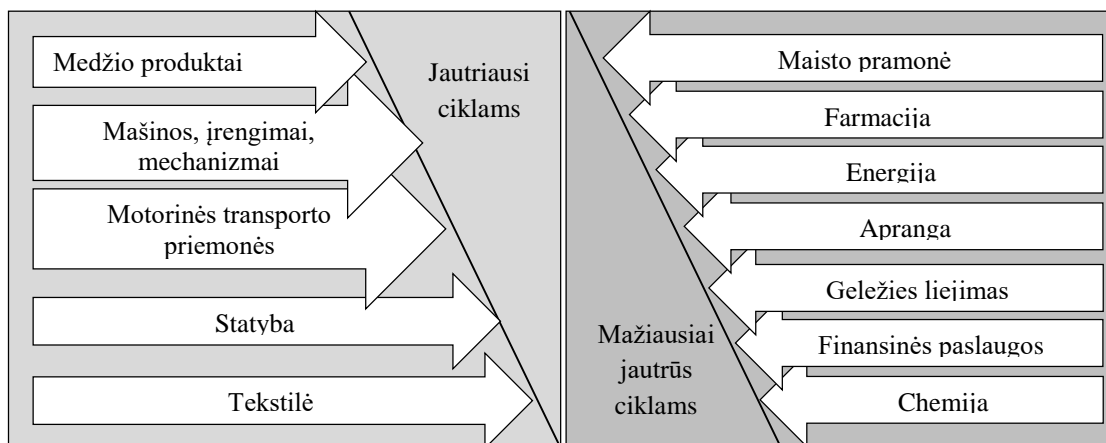 Medžio produktai
Mašinos, įrengimai,
mechanizmai
Motorinės transporto
priemonės
Statyba
Tekstilė
Jautriausi
ciklams
Maisto pramonė
Farmacija
Energija
Apranga
Geležies liejimas
Finansinės paslaugos
Chemija
Mažiausiai
jautrūs
ciklams